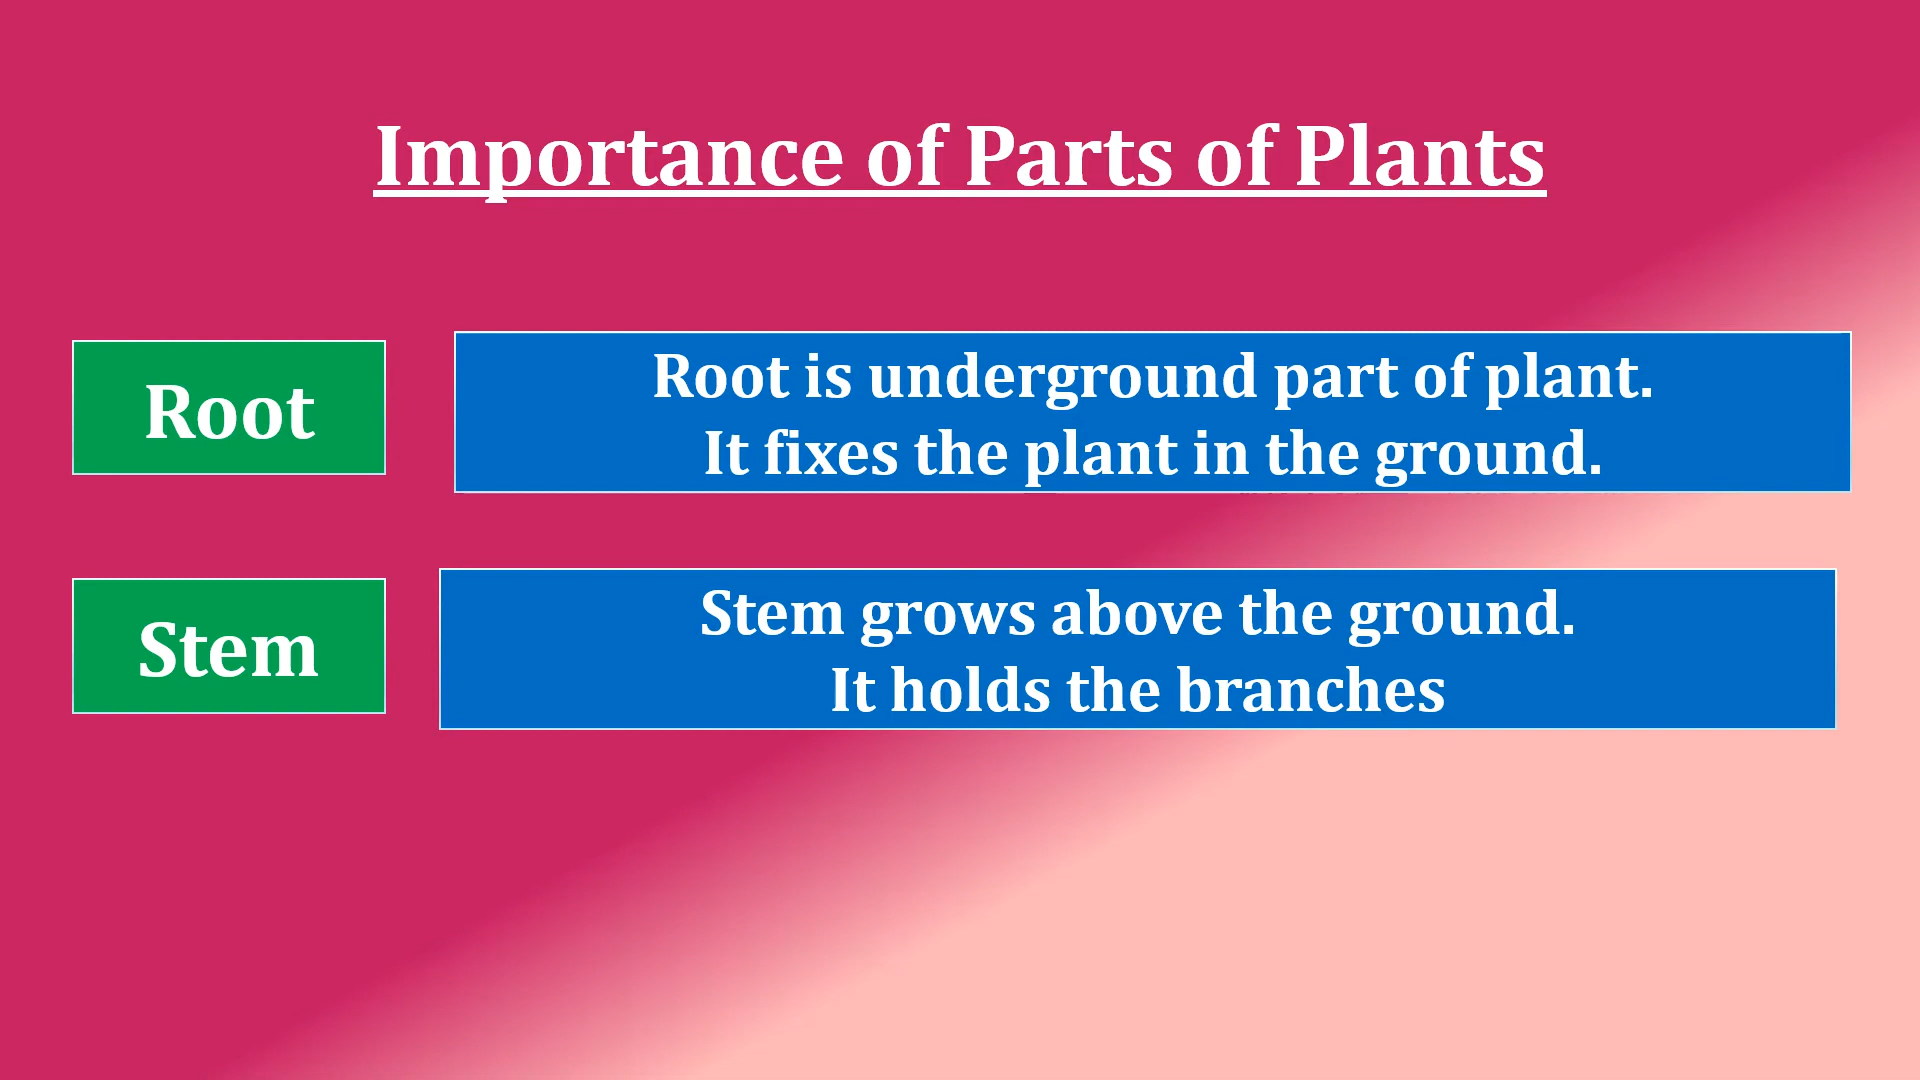 Importance of Parts of Plants
Root
Root is underground part of plant.
It fixes the plant in the ground.
Stem
Stem grows above the ground.
It holds the branches